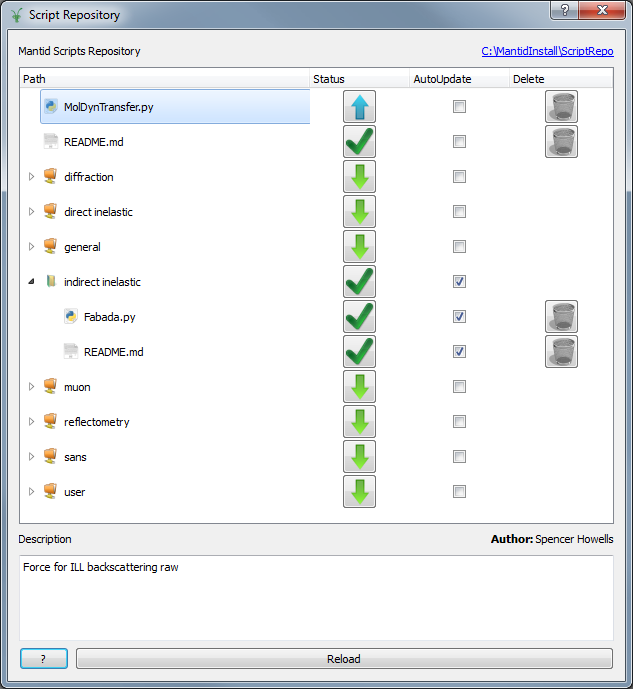 Script Repository
?
Mantid Scripts Repository
C:\MantidInstall\ScriptRepo
Path Status AutoUpdate Delete
MolDynTransfer.py
README.md
diffraction
direct inelastic
general
indirect inelastic
Fabada.py
README.md
muon
reflectometry
sans
user
Description
Author: Spencer Howells
Force for ILL backscattering raw
? Reload